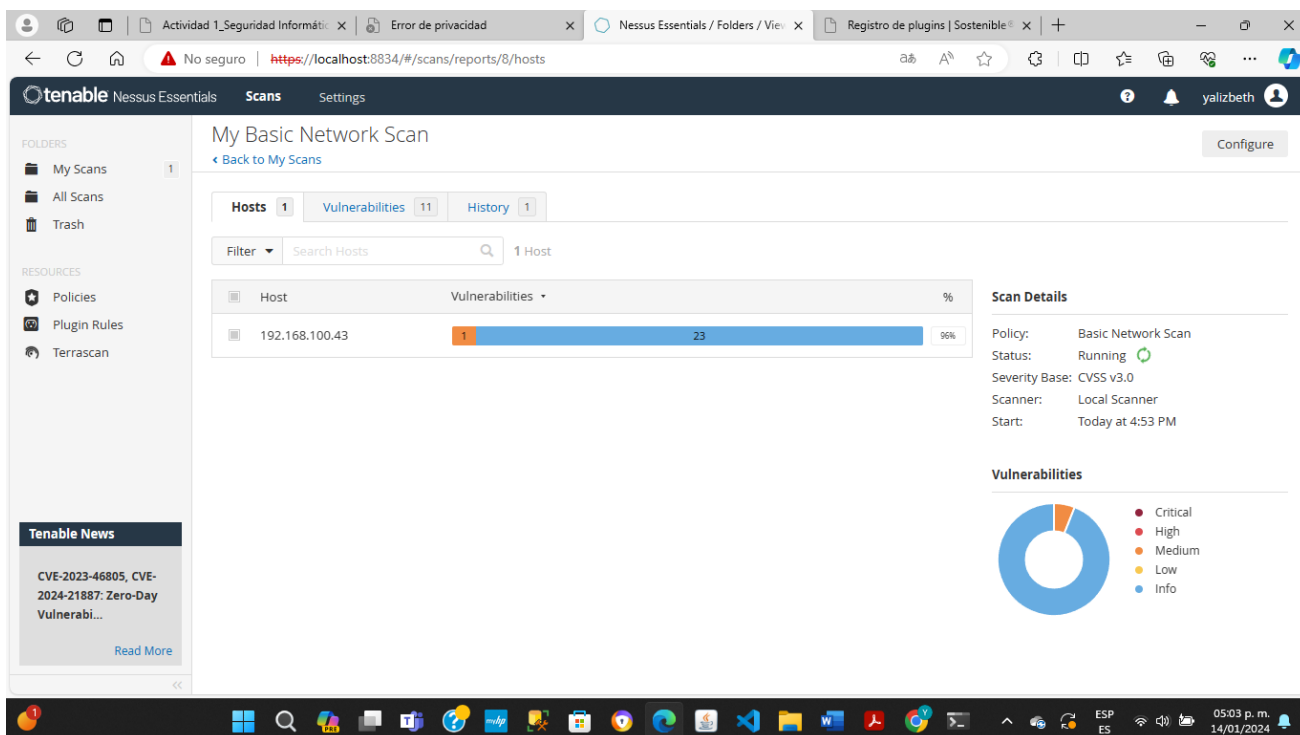 Actividad 1_Seguridad Informátic
Error de privacidad
Nessus Essentials / Folders / View
Registro de plugins | Sostenible®
No seguro | https://localhost:8834/#/scans/reports/8/hosts
tenable Nessus Essentials
Scans
Settings
yalizbeth
FOLDERS
My Scans 1
All Scans
Trash
RESOURCES
Policies
Plugin Rules
Terrascan
Tenable News
CVE-2023-46805, CVE-
2024-21887: Zero-Day
Vulnerabi...
Read More
My Basic Network Scan
Back to My Scans
Configure
Hosts 1
Vulnerabilities 11
History 1
Filter
Search Hosts
1 Host
Host
Vulnerabilities
%
192.168.100.43
1
23
96%
Scan Details
Policy: Basic Network Scan
Status: Running
Severity Base: CVSS v3.0
Scanner: Local Scanner
Start: Today at 4:53 PM
Vulnerabilities
Critical
High
Medium
Low
Info
1
PRE
myhp
Y
ESP
ES
05:03 p. m.
14/01/2024